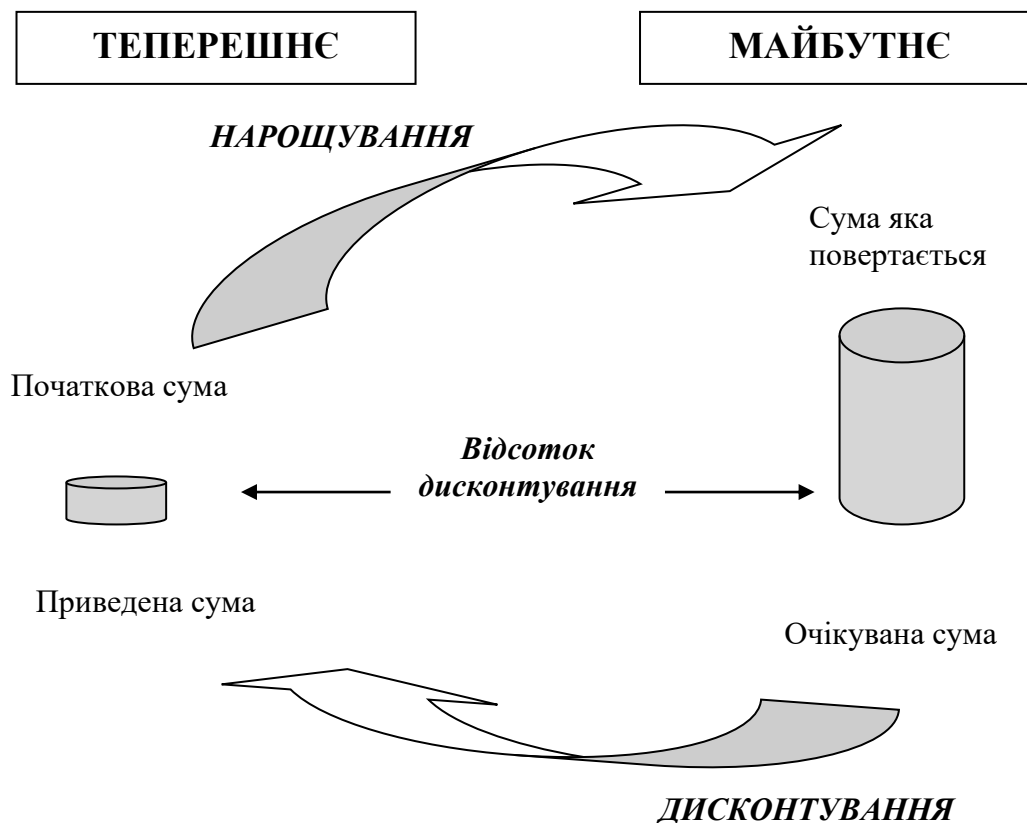 ТЕПЕРЕШНЄ
МАЙБУТНЄ
НАРОЩУВАННЯ
Сума яка
повертається
Початкова сума
Відсоток
дисконтування
Приведена сума
Очікувана сума
ДИСКОНТУВАННЯ